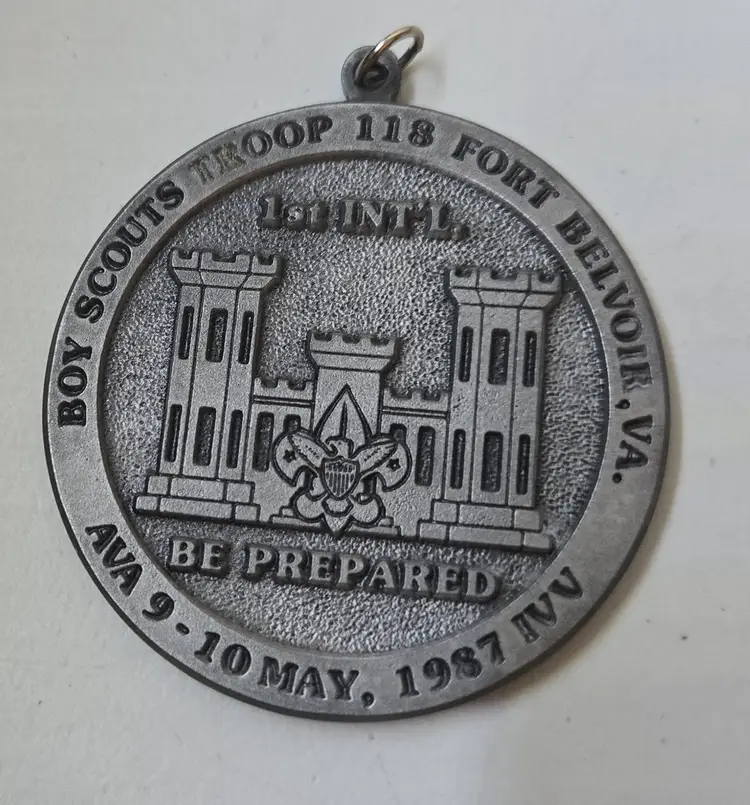 BOY SCOUTS TROOP 118 FORT BELVOIR, VA.
1st INT'L.
BE PREPARED
AVA 9-10 MAY, 1987 IVV